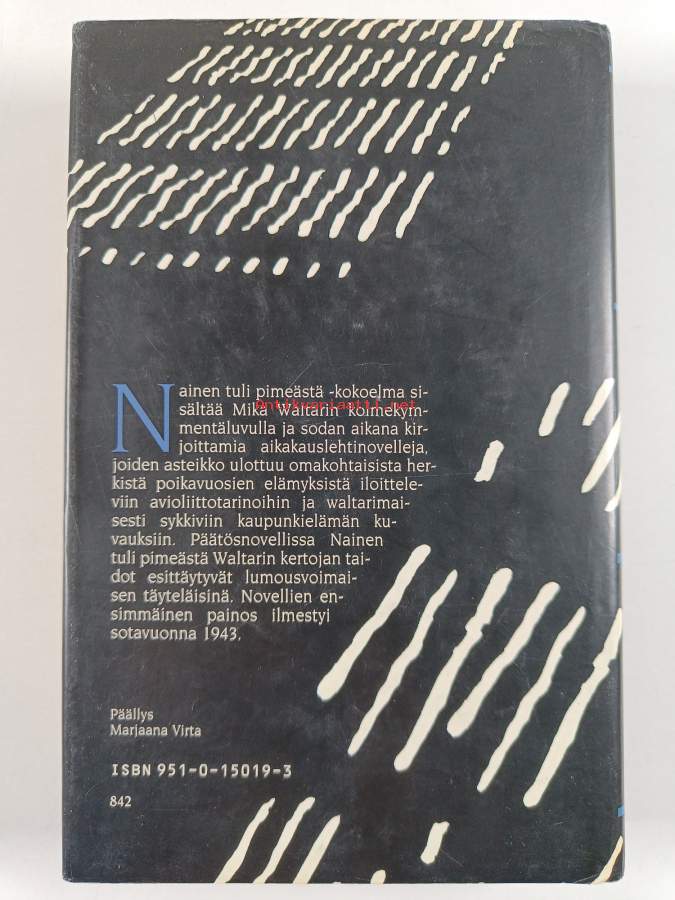 Nainen tuli pimeästä -kokoelma si-
sältää Mika Waltarin kolmekym-
mentäluvulla ja sodan aikana kir-
joittamia aikakauslehtinovelleja,
joiden asteikko ulottuu omakohtaisista her-
kistä poikavuosien elämyksistä iloittele-
viin avioliittotarinoihin ja waltarimai-
sesti sykkiviin kaupunkielämän ku-
vauksiin. Päätösnovellissa Nainen
tuli pimeästä Waltarin kertojan tai-
dot esittäytyvät lumousvoimai-
sen täyteläisinä. Novellien en-
simmäinen painos ilmestyi
sotavuonna 1943.
Antikvariaatti.net
Päällys
Marjaana Virta
ISBN 951-0-15019-3
842